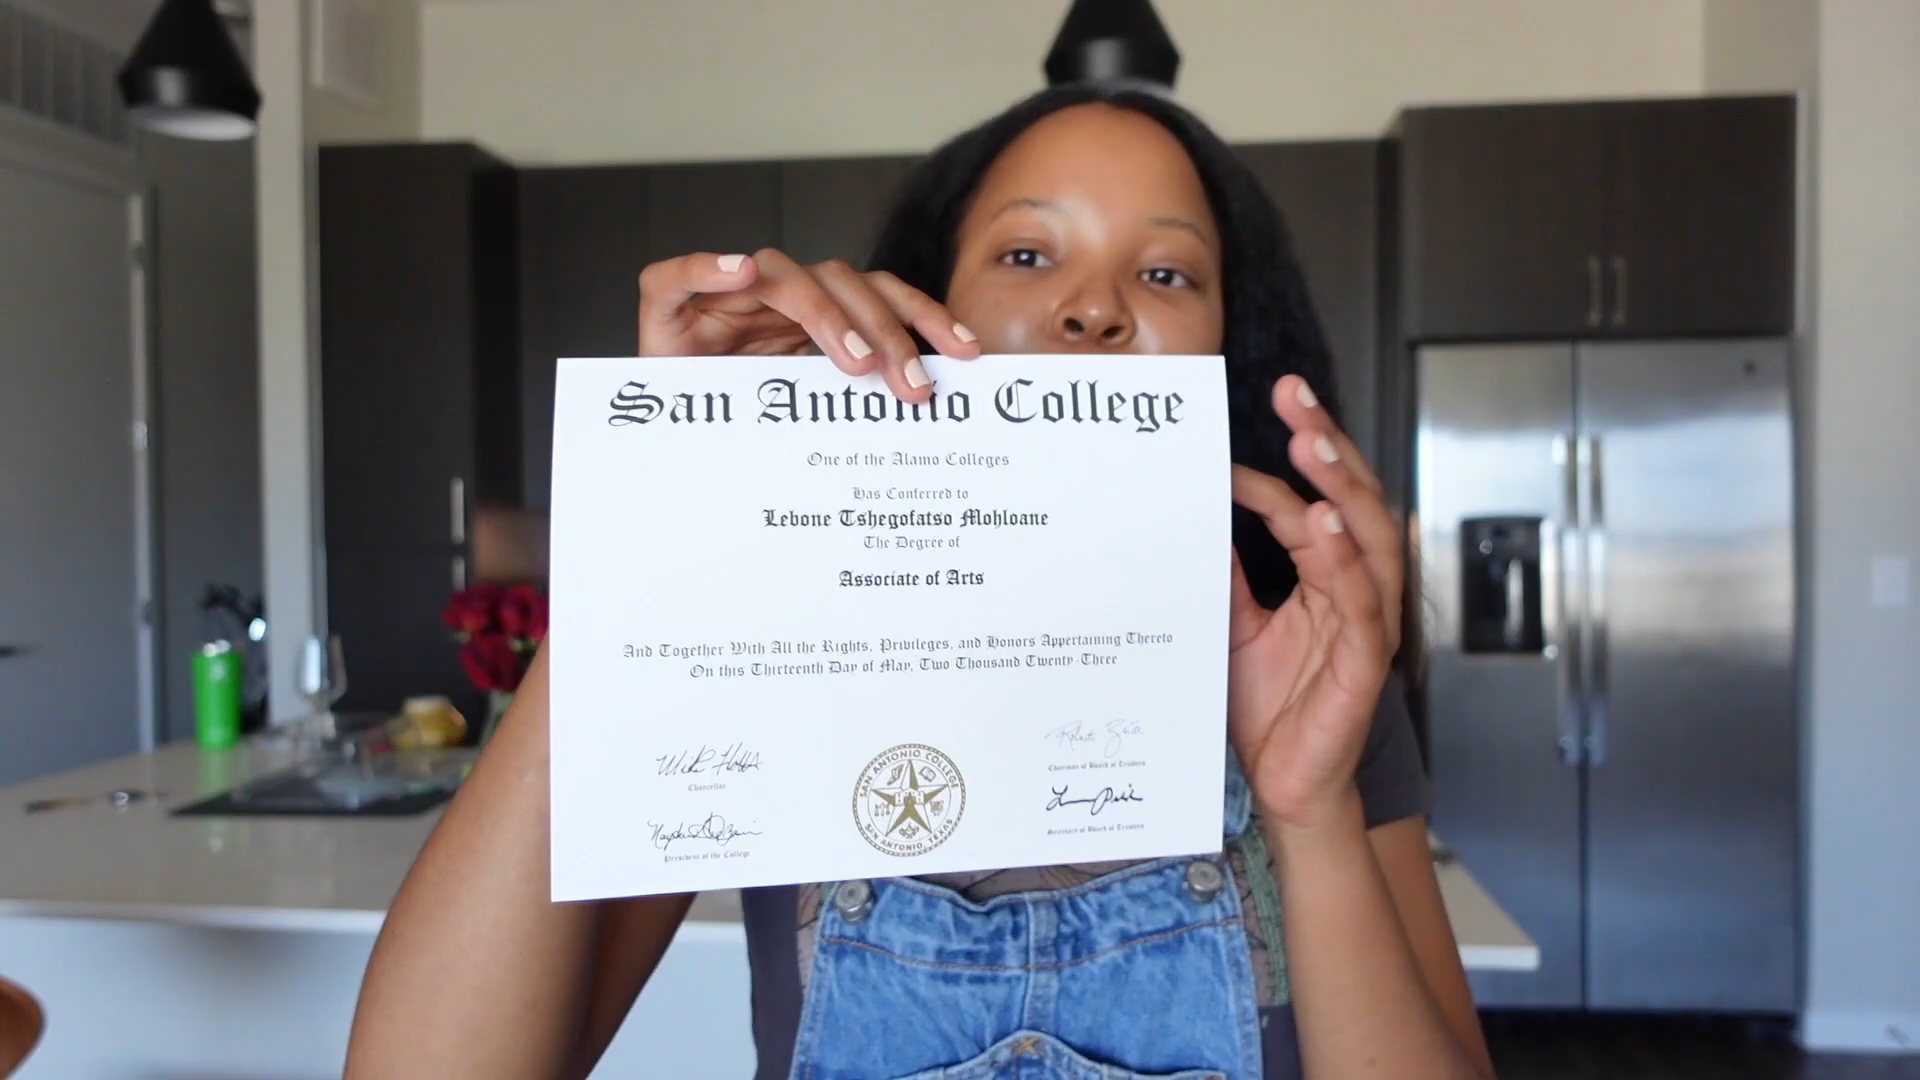 San Antonio College
One of the Alamo Colleges
Has Conferred to
Lebone Tshegofatso Mohloane
The Degree of
Associate of Arts
And Together With All the Rights, Privileges, and Honors Appertaining Thereto
On this Thirteenth Day of May, Two Thousand Twenty-Three
Chancellor
President of the College
SAN ANTONIO COLLEGE
SAN ANTONIO, TEXAS
Chairman of Board of Trustees
Secretary of Board of Trustees